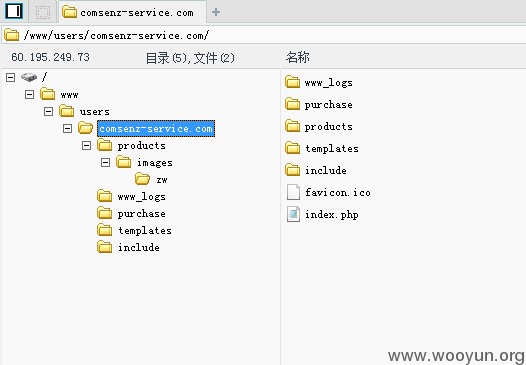 comsenz-service.com
/www/users/comsenz-service.com/
60.195.249.73 目录(5),文件(2) 名称
/
www
users
comsenz-service.com
products
images
zw
www_logs
purchase
templates
include
www_logs
purchase
products
templates
include
favicon.ico
index.php
www.wooyun.org